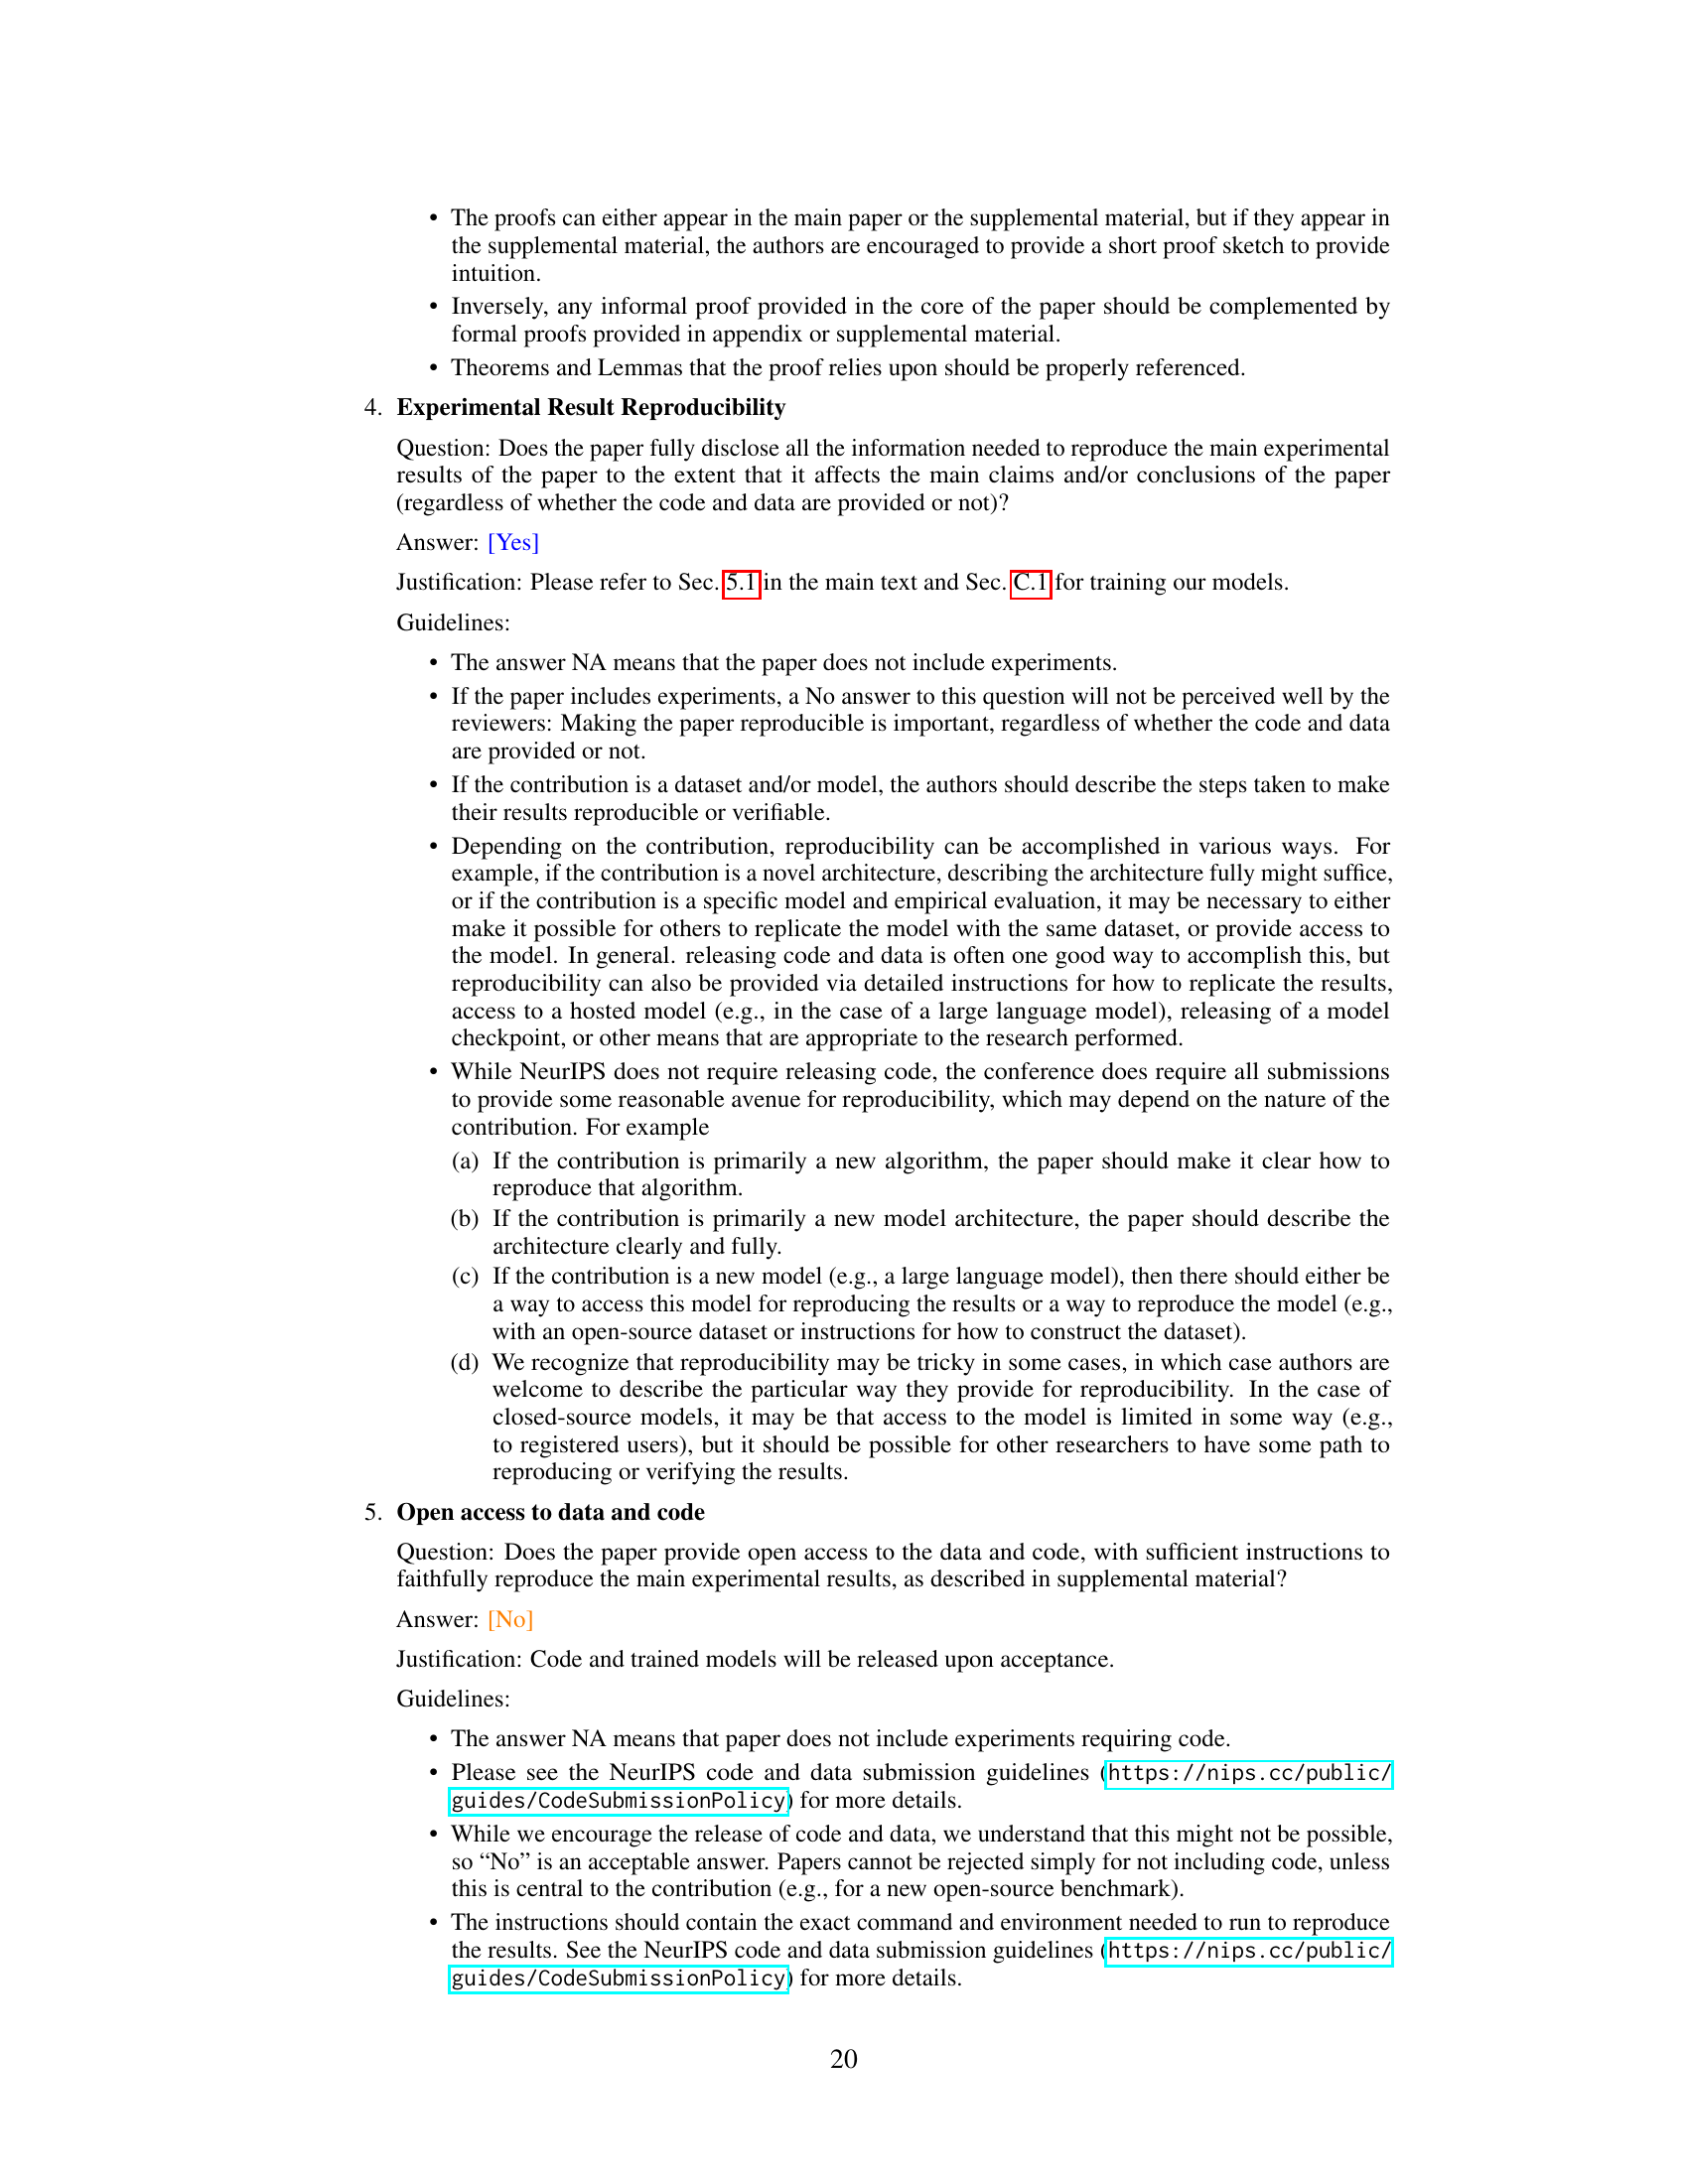 • The proofs can either appear in the main paper or the supplemental material, but if they appear in
the supplemental material, the authors are encouraged to provide a short proof sketch to provide
intuition.
• Inversely, any informal proof provided in the core of the paper should be complemented by
formal proofs provided in appendix or supplemental material.
• Theorems and Lemmas that the proof relies upon should be properly referenced.
4. Experimental Result Reproducibility
Question: Does the paper fully disclose all the information needed to reproduce the main experimental
results of the paper to the extent that it affects the main claims and/or conclusions of the paper
(regardless of whether the code and data are provided or not)?
Answer: [Yes]
Justification: Please refer to Sec. 5.1 in the main text and Sec. C.1 for training our models.
Guidelines:
• The answer NA means that the paper does not include experiments.
• If the paper includes experiments, a No answer to this question will not be perceived well by the
reviewers: Making the paper reproducible is important, regardless of whether the code and data
are provided or not.
• If the contribution is a dataset and/or model, the authors should describe the steps taken to make
their results reproducible or verifiable.
• Depending on the contribution, reproducibility can be accomplished in various ways. For
example, if the contribution is a novel architecture, describing the architecture fully might suffice,
or if the contribution is a specific model and empirical evaluation, it may be necessary to either
make it possible for others to replicate the model with the same dataset, or provide access to
the model. In general. releasing code and data is often one good way to accomplish this, but
reproducibility can also be provided via detailed instructions for how to replicate the results,
access to a hosted model (e.g., in the case of a large language model), releasing of a model
checkpoint, or other means that are appropriate to the research performed.
• While NeurIPS does not require releasing code, the conference does require all submissions
to provide some reasonable avenue for reproducibility, which may depend on the nature of the
contribution. For example
(a) If the contribution is primarily a new algorithm, the paper should make it clear how to
reproduce that algorithm.
(b) If the contribution is primarily a new model architecture, the paper should describe the
architecture clearly and fully.
(c) If the contribution is a new model (e.g., a large language model), then there should either be
a way to access this model for reproducing the results or a way to reproduce the model (e.g.,
with an open-source dataset or instructions for how to construct the dataset).
(d) We recognize that reproducibility may be tricky in some cases, in which case authors are
welcome to describe the particular way they provide for reproducibility. In the case of
closed-source models, it may be that access to the model is limited in some way (e.g.,
to registered users), but it should be possible for other researchers to have some path to
reproducing or verifying the results.
5. Open access to data and code
Question: Does the paper provide open access to the data and code, with sufficient instructions to
faithfully reproduce the main experimental results, as described in supplemental material?
Answer: [No]
Justification: Code and trained models will be released upon acceptance.
Guidelines:
• The answer NA means that paper does not include experiments requiring code.
• Please see the NeurIPS code and data submission guidelines (https://nips.cc/public/
guides/CodeSubmissionPolicy) for more details.
• While we encourage the release of code and data, we understand that this might not be possible,
so “No” is an acceptable answer. Papers cannot be rejected simply for not including code, unless
this is central to the contribution (e.g., for a new open-source benchmark).
• The instructions should contain the exact command and environment needed to run to reproduce
the results. See the NeurIPS code and data submission guidelines (https://nips.cc/public/
guides/CodeSubmissionPolicy) for more details.
20